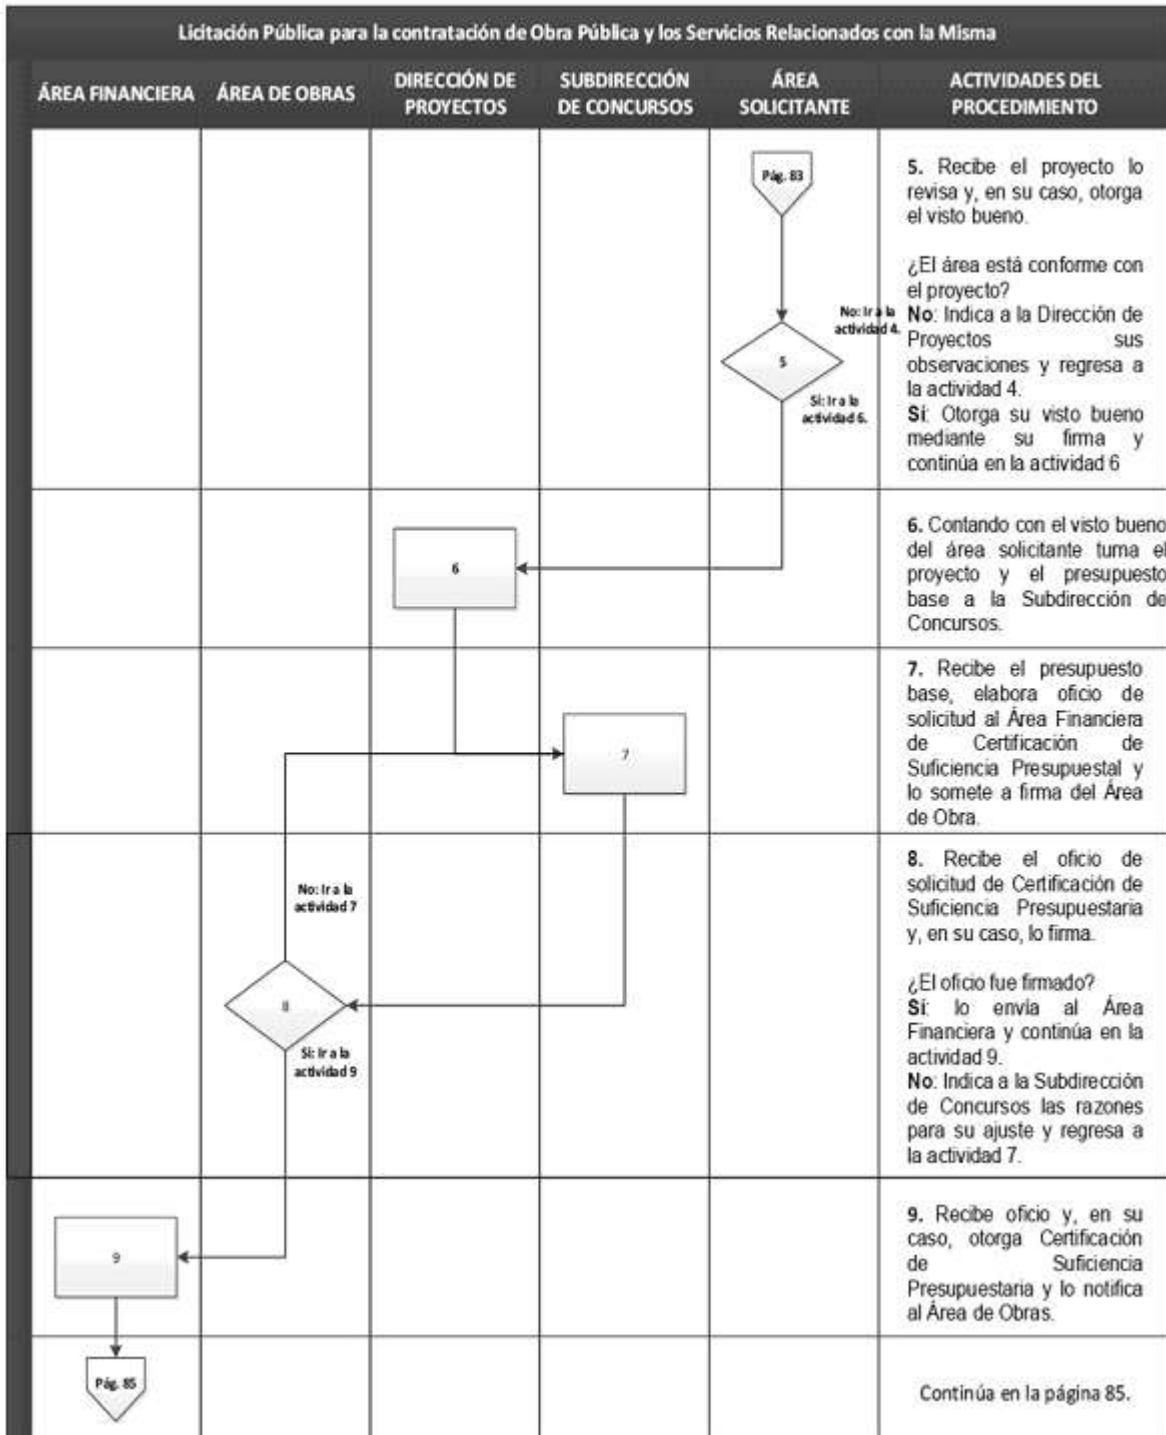 Licitación Pública para la contratación de Obra Pública y los Servicios Relacionados con la Misma
ÁREA FINANCIERA
ÁREA DE OBRAS
DIRECCIÓN DE
PROYECTOS
SUBDIRECCIÓN
DE CONCURSOS
ÁREA
SOLICITANTE
ACTIVIDADES DEL
PROCEDIMIENTO
Pág. 83
5
No: Ir a la
actividad 4.
Sí: Ir a la
actividad 6.
5. Recibe el proyecto lo
revisa y, en su caso, otorga
el visto bueno.
¿El área está conforme con
el proyecto?
No: Indica a la Dirección de
Proyectos sus
observaciones y regresa a
la actividad 4.
Sí: Otorga su visto bueno
mediante su firma y
continúa en la actividad 6
6
6. Contando con el visto bueno
del área solicitante turna el
proyecto y el presupuesto
base a la Subdirección de
Concursos.
7
7. Recibe el presupuesto
base, elabora oficio de
solicitud al Área Financiera
de Certificación de
Suficiencia Presupuestal y
lo somete a firma del Área
de Obra.
No: Ir a la
actividad 7
8
Sí: Ir a la
actividad 9
8. Recibe el oficio de
solicitud de Certificación de
Suficiencia Presupuestaria
y, en su caso, lo firma.
¿El oficio fue firmado?
Sí: lo envía al Área
Financiera y continúa en la
actividad 9.
No: Indica a la Subdirección
de Concursos las razones
para su ajuste y regresa a
la actividad 7.
9
9. Recibe oficio y, en su
caso, otorga Certificación
de Suficiencia
Presupuestaria y lo notifica
al Área de Obras.
Pág. 85
Continúa en la página 85.